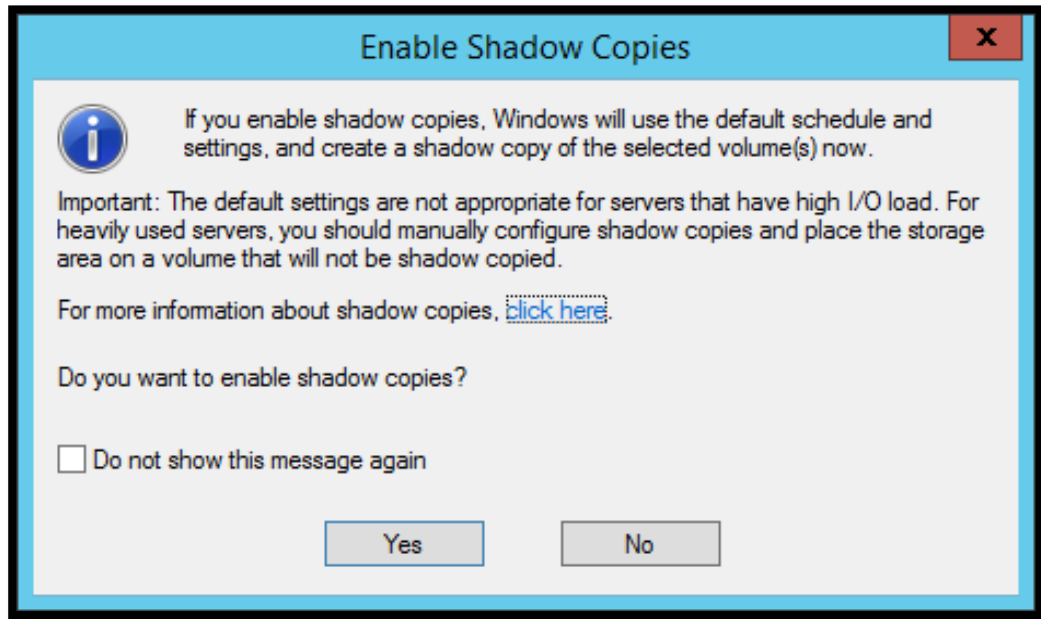 Enable Shadow Copies
x
If you enable shadow copies, Windows will use the default schedule and
settings, and create a shadow copy of the selected volume(s) now.
Important: The default settings are not appropriate for servers that have high I/O load. For
heavily used servers, you should manually configure shadow copies and place the storage
area on a volume that will not be shadow copied.
For more information about shadow copies, click here.
Do you want to enable shadow copies?
Do not show this message again
Yes
No